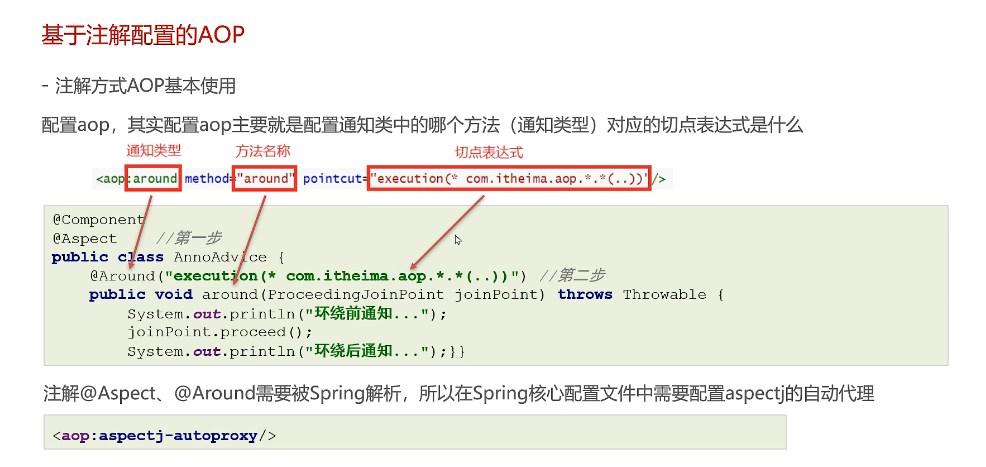 基于注解配置的AOP
- 注解方式AOP基本使用
配置aop，其实配置aop主要就是配置通知类中的哪个方法（通知类型）对应的切点表达式是什么
通知类型 方法名称 切点表达式
<aop:around method="around" pointcut="execution(* com.itheima.aop.*.*(..))"/>
@Component
@Aspect //第一步
public class AnnoAdvice {
@Around("execution(* com.itheima.aop.*.*(..))") //第二步
public void around(ProceedingJoinPoint joinPoint) throws Throwable {
System.out.println("环绕前通知...");
joinPoint.proceed();
System.out.println("环绕后通知...");}}
注解@Aspect、@Around需要被Spring解析，所以在Spring核心配置文件中需要配置aspectj的自动代理
<aop:aspectj-autoproxy/>